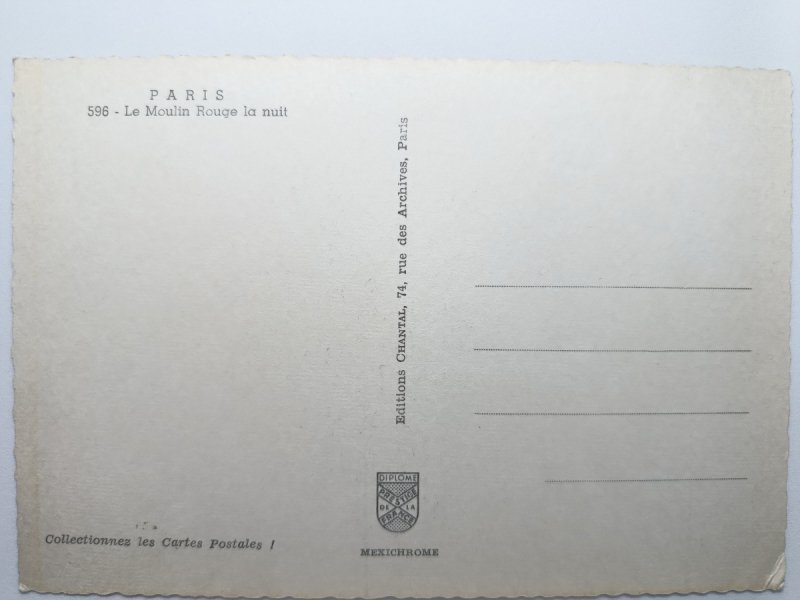 PARIS
596 - Le Moulin Rouge la nuit
Editions CHANTAL, 74, rue des Archives, Paris
DIPLOME
PRESTIGE
DE LA
FRANCE
Collectionnez les Cartes Postales !
MEXICHROME